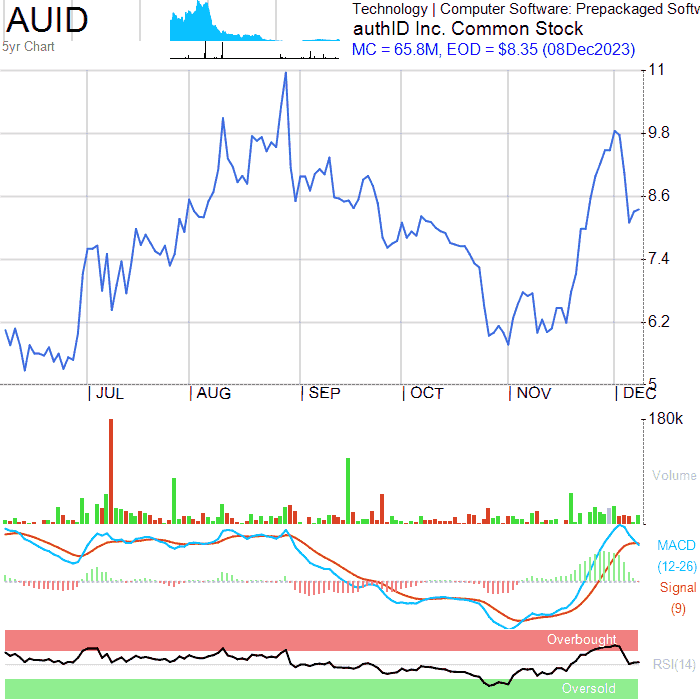 AUID
5yr Chart
Technology | Computer Software: Prepackaged Softw
authID Inc. Common Stock
MC = 65.8M, EOD = $8.35 (08Dec2023)
11
9.8
8.6
7.4
6.2
5
JUL AUG SEP OCT NOV DEC
180k
Volume
MACD
(12-26)
Signal
(9)
Overbought
RSI(14)
Oversold